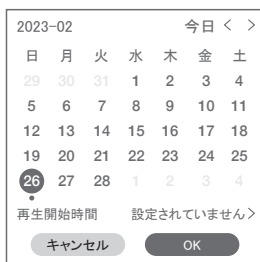 2023-02 今日 < >
日 月 火 水 木 金 土
29 30 31 1 2 3 4
5 6 7 8 9 10 11
12 13 14 15 16 17 18
19 20 21 22 23 24 25
26 27 28 1 2 3 4
再生開始時間 設定されていません>
キャンセル OK